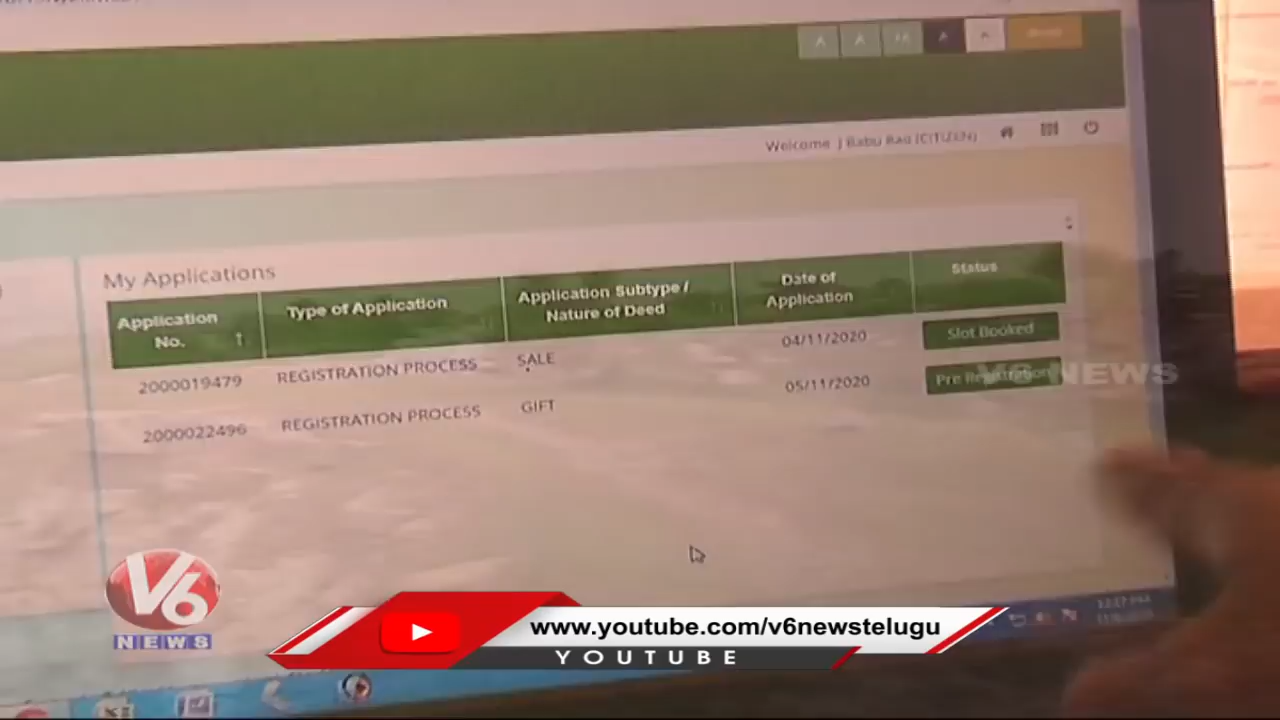 A A
Welcome J Babu Rao (CITIZEN)
My Applications
Application No. Type of Application Application Subtype / Nature of Deed Date of Application Status
2000019479 REGISTRATION PROCESS SALE 04/11/2020 Slot Booked
2000022496 REGISTRATION PROCESS GIFT 05/11/2020 Pre Registration
V6 NEWS
V6
NEWS
www.youtube.com/v6newstelugu
YOUTUBE